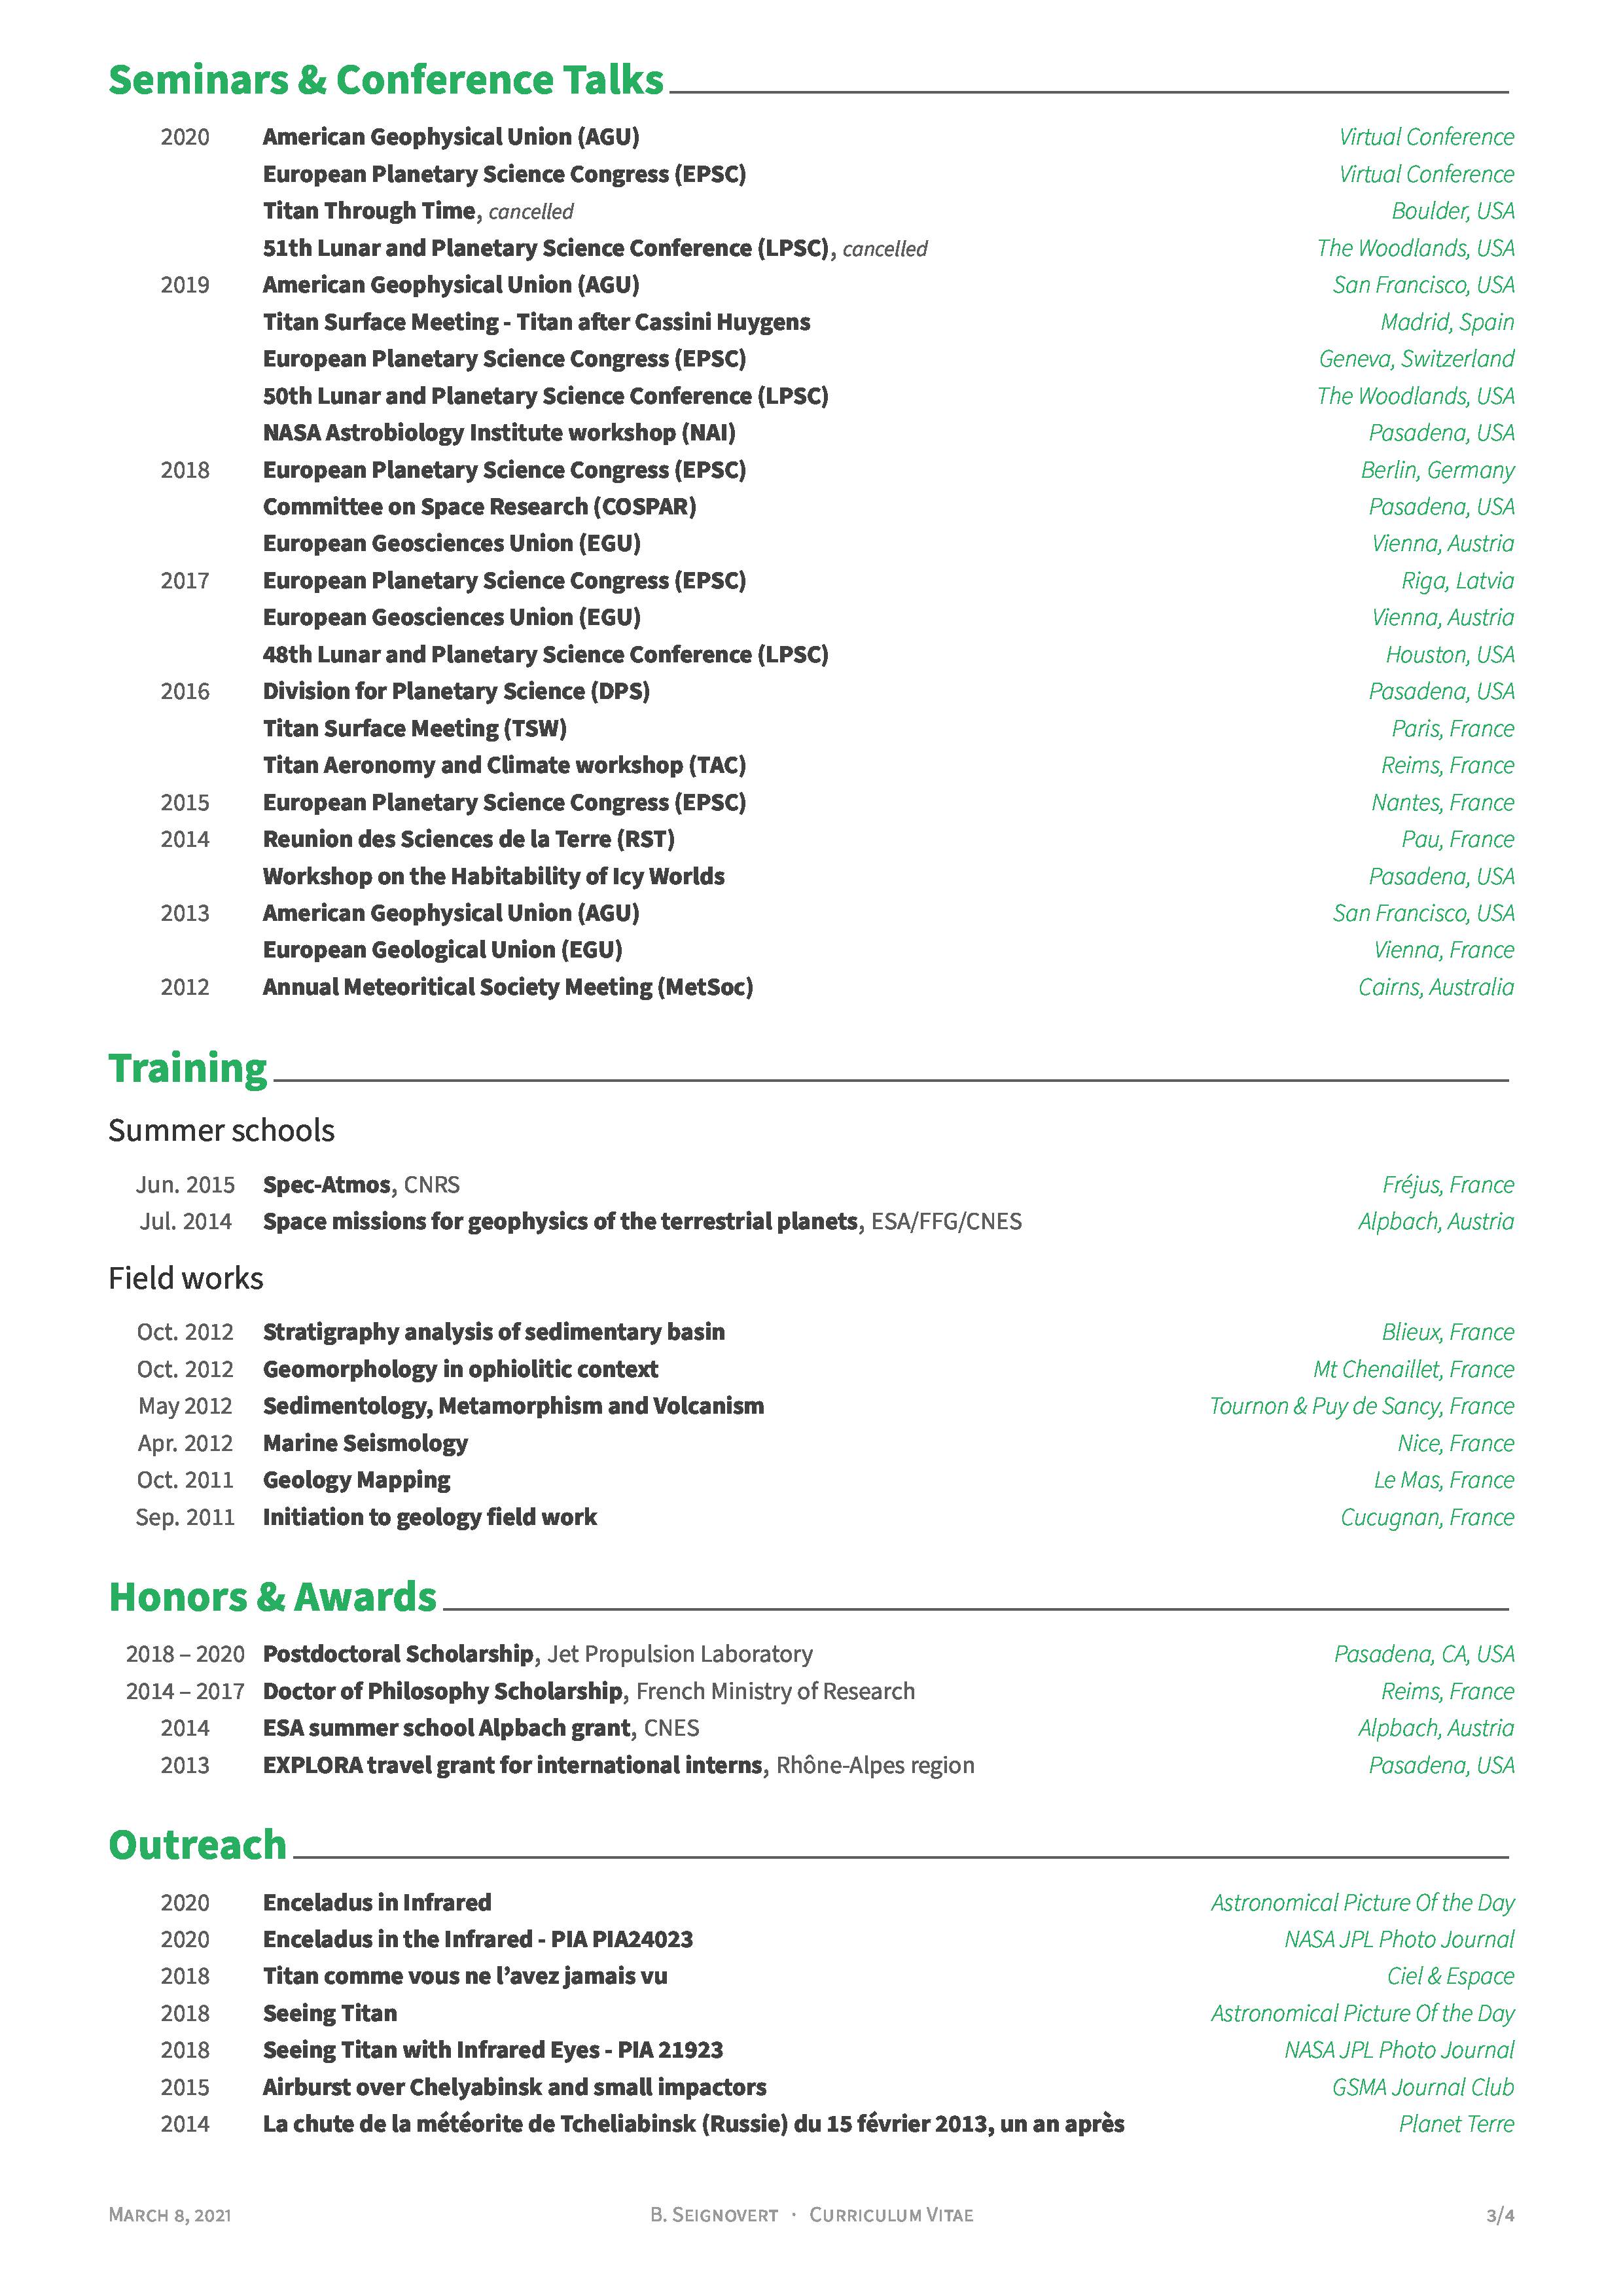 Seminars & Conference Talks
2020 American Geophysical Union (AGU) Virtual Conference
European Planetary Science Congress (EPSC) Virtual Conference
Titan Through Time, cancelled Boulder, USA
51th Lunar and Planetary Science Conference (LPSC), cancelled The Woodlands, USA
2019 American Geophysical Union (AGU) San Francisco, USA
Titan Surface Meeting - Titan after Cassini Huygens Madrid, Spain
European Planetary Science Congress (EPSC) Geneva, Switzerland
50th Lunar and Planetary Science Conference (LPSC) The Woodlands, USA
NASA Astrobiology Institute workshop (NAI) Pasadena, USA
2018 European Planetary Science Congress (EPSC) Berlin, Germany
Committee on Space Research (COSPAR) Pasadena, USA
European Geosciences Union (EGU) Vienna, Austria
2017 European Planetary Science Congress (EPSC) Riga, Latvia
European Geosciences Union (EGU) Vienna, Austria
48th Lunar and Planetary Science Conference (LPSC) Houston, USA
2016 Division for Planetary Science (DPS) Pasadena, USA
Titan Surface Meeting (TSW) Paris, France
Titan Aeronomy and Climate workshop (TAC) Reims, France
2015 European Planetary Science Congress (EPSC) Nantes, France
2014 Reunion des Sciences de la Terre (RST) Pau, France
Workshop on the Habitability of Icy Worlds Pasadena, USA
2013 American Geophysical Union (AGU) San Francisco, USA
European Geological Union (EGU) Vienna, France
2012 Annual Meteoritical Society Meeting (MetSoc) Cairns, Australia
Training
Summer schools
Jun. 2015 Spec-Atmos, CNRS Fréjus, France
Jul. 2014 Space missions for geophysics of the terrestrial planets, ESA/FFG/CNES Alpbach, Austria
Field works
Oct. 2012 Stratigraphy analysis of sedimentary basin Blieux, France
Oct. 2012 Geomorphology in ophiolitic context Mt Chenaillet, France
May 2012 Sedimentology, Metamorphism and Volcanism Tournon & Puy de Sancy, France
Apr. 2012 Marine Seismology Nice, France
Oct. 2011 Geology Mapping Le Mas, France
Sep. 2011 Initiation to geology field work Cucugnan, France
Honors & Awards
2018 – 2020 Postdoctoral Scholarship, Jet Propulsion Laboratory Pasadena, CA, USA
2014 – 2017 Doctor of Philosophy Scholarship, French Ministry of Research Reims, France
2014 ESA summer school Alpbach grant, CNES Alpbach, Austria
2013 EXPLORA travel grant for international interns, Rhône-Alpes region Pasadena, USA
Outreach
2020 Enceladus in Infrared Astronomical Picture Of the Day
2020 Enceladus in the Infrared - PIA PIA24023 NASA JPL Photo Journal
2018 Titan comme vous ne l’avez jamais vu Ciel & Espace
2018 Seeing Titan Astronomical Picture Of the Day
2018 Seeing Titan with Infrared Eyes - PIA 21923 NASA JPL Photo Journal
2015 Airburst over Chelyabinsk and small impactors GSMA Journal Club
2014 La chute de la météorite de Tcheliabinsk (Russie) du 15 février 2013, un an après Planet Terre
March 8, 2021 B. Seignovert · Curriculum Vitae 3/4